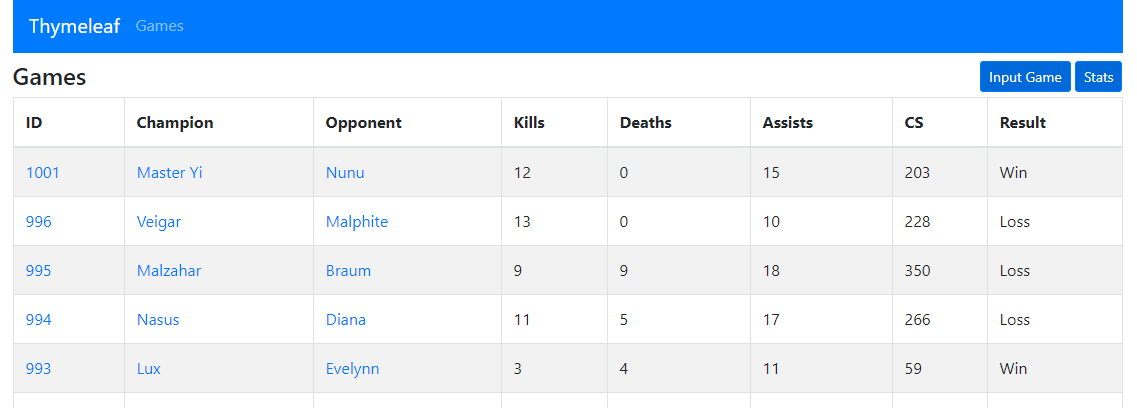 Thymeleaf Games
Games Input Game Stats
ID Champion Opponent Kills Deaths Assists CS Result
1001 Master Yi Nunu 12 0 15 203 Win
996 Veigar Malphite 13 0 10 228 Loss
995 Malzahar Braum 9 9 18 350 Loss
994 Nasus Diana 11 5 17 266 Loss
993 Lux Evelynn 3 4 11 59 Win